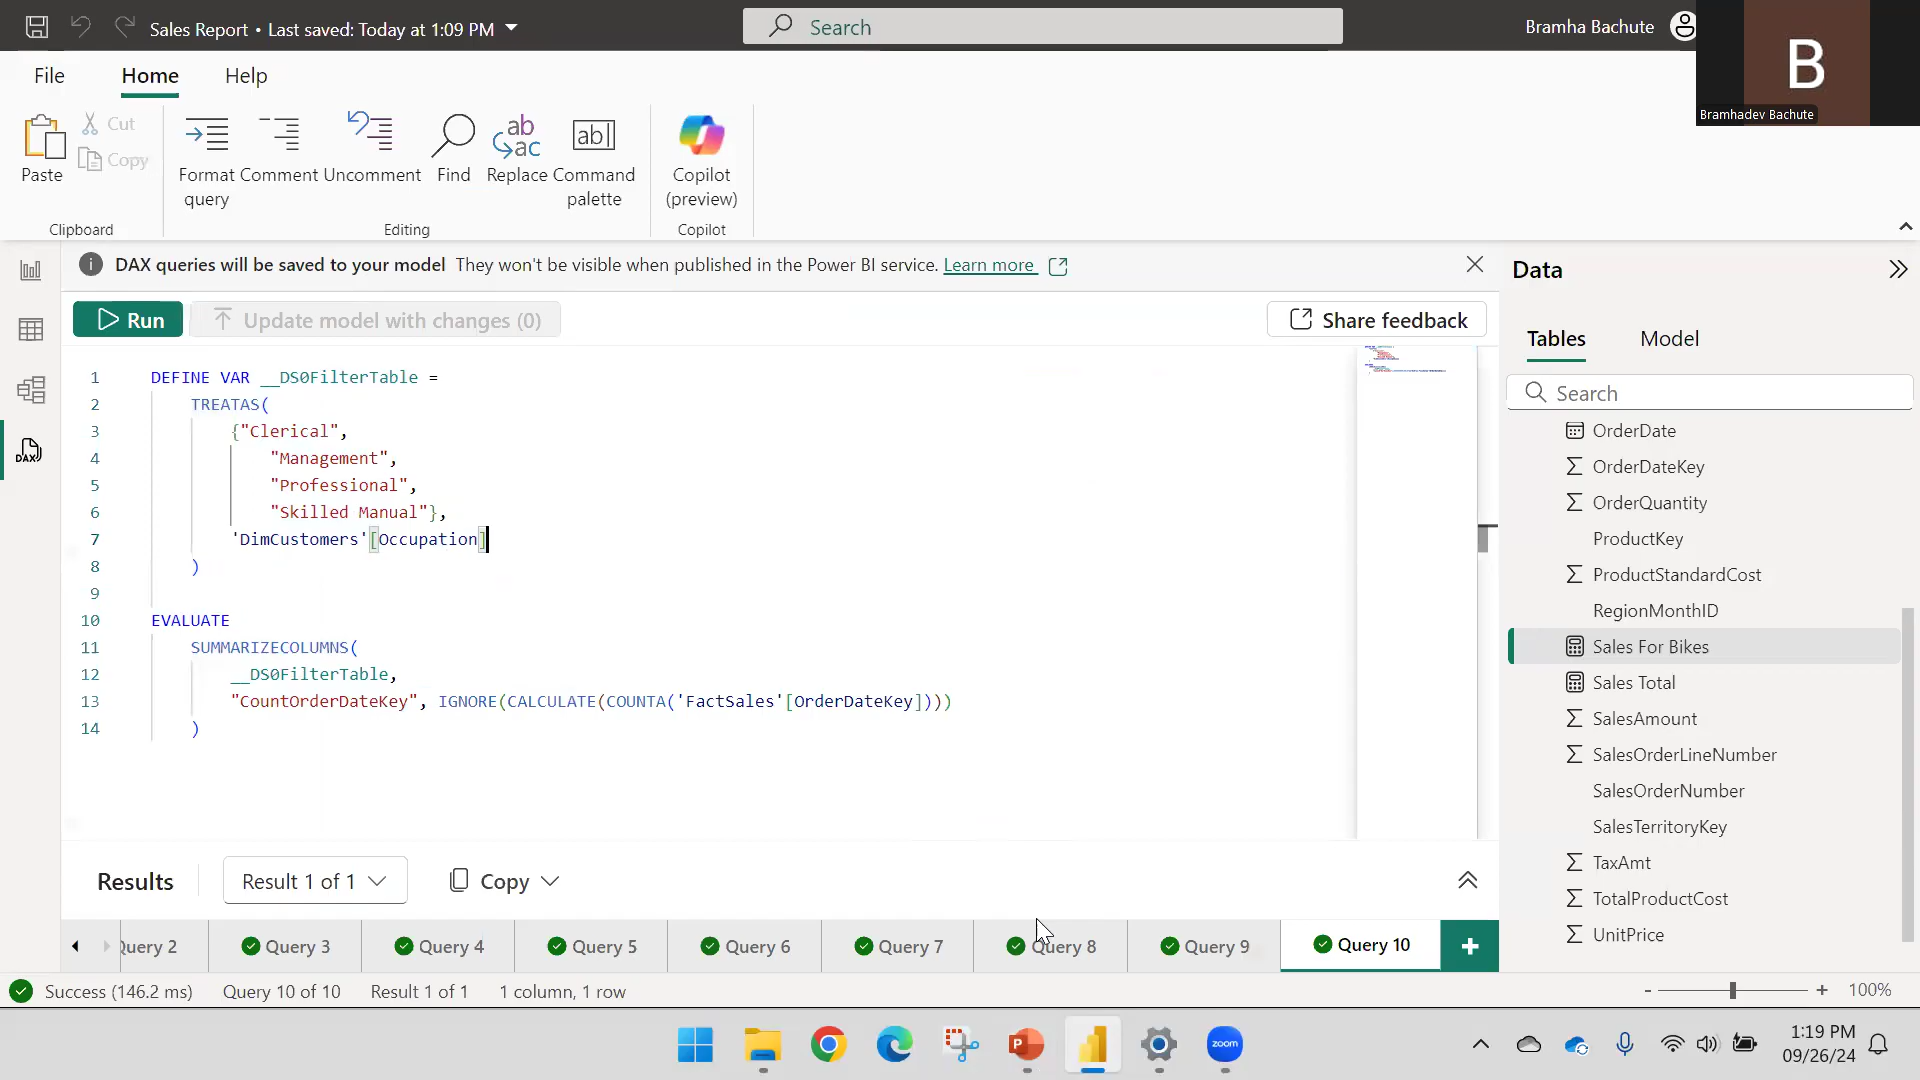 Sales Report • Last saved: Today at 1:09 PM
Search
Bramha Bachute
B
Bramhadev Bachute
File
Home
Help
Paste
Cut
Copy
Format query
Comment
Uncomment
Find
ab
ac
Replace
ab|
Command palette
Copilot (preview)
Clipboard
Editing
Copilot
DAX queries will be saved to your model They won't be visible when published in the Power BI service. Learn more
Run
Update model with changes (0)
Share feedback
DAX
1 DEFINE VAR __DS0FilterTable =
2 TREATAS(
3 {"Clerical",
4 "Management",
5 "Professional",
6 "Skilled Manual"},
7 'DimCustomers'[Occupation]
8 )
9
10 EVALUATE
11 SUMMARIZECOLUMNS(
12 __DS0FilterTable,
13 "CountOrderDateKey", IGNORE(CALCULATE(COUNTA('FactSales'[OrderDateKey])))
14 )
Data
Tables
Model
Search
OrderDate
OrderDateKey
OrderQuantity
ProductKey
ProductStandardCost
RegionMonthID
Sales For Bikes
Sales Total
SalesAmount
SalesOrderLineNumber
SalesOrderNumber
SalesTerritoryKey
TaxAmt
TotalProductCost
UnitPrice
Results
Result 1 of 1
Copy
Query 2
Query 3
Query 4
Query 5
Query 6
Query 7
Query 8
Query 9
Query 10
+
Success (146.2 ms)
Query 10 of 10
Result 1 of 1
1 column, 1 row
- + 100%
P
zoom
1:19 PM
09/26/24